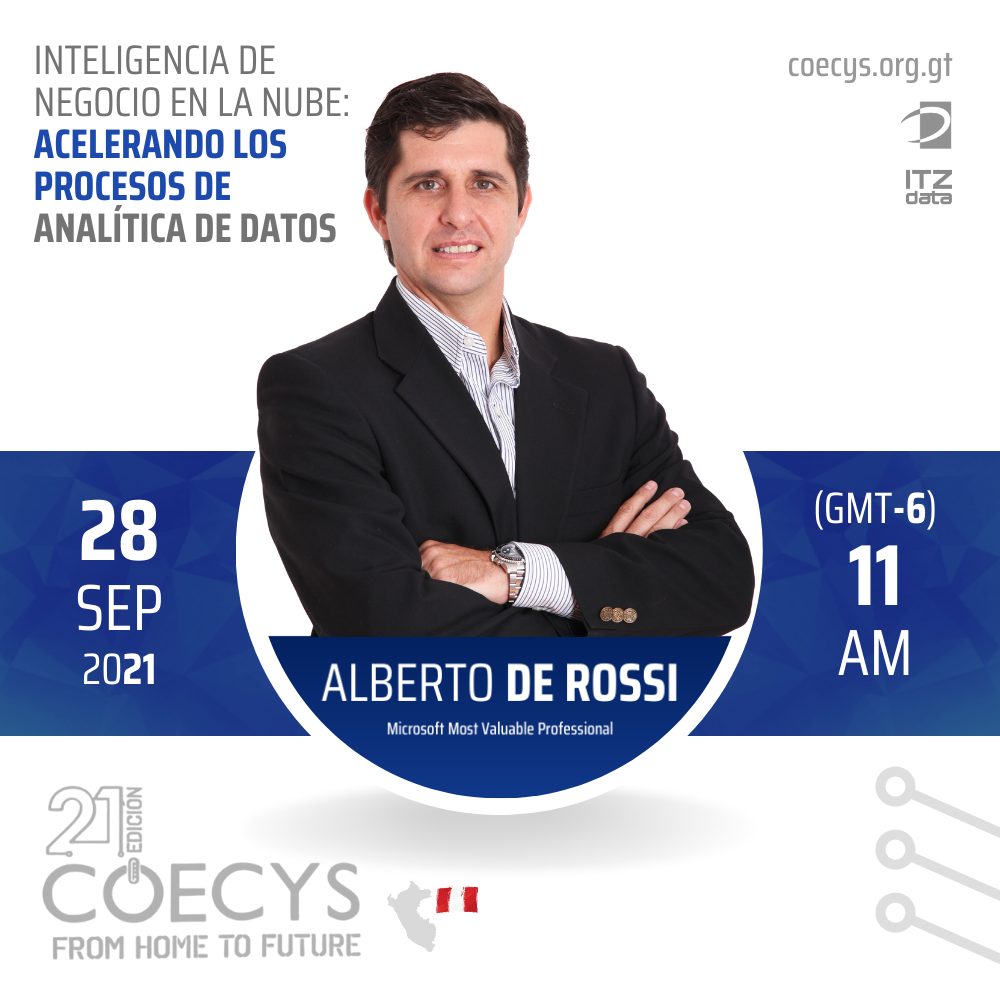 INTELIGENCIA DE
NEGOCIO EN LA NUBE:
ACELERANDO LOS
PROCESOS DE
ANALÍTICA DE DATOS
coecys.org.gt
ITZ
data
28
SEP
2021
(GMT-6)
11
AM
ALBERTO DE ROSSI
Microsoft Most Valuable Professional
21 EDICIÓN
COECYS
FROM HOME TO FUTURE